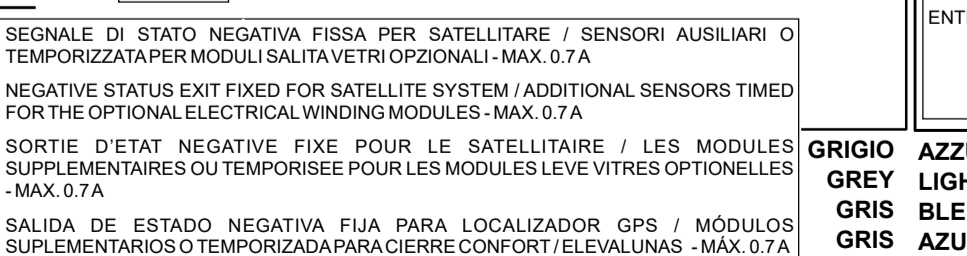 SEGNALE DI STATO NEGATIVA FISSA PER SATELLITARE / SENSORI AUSILIARI O
TEMPORIZZATA PER MODULI SALITA VETRI OPZIONALI - MAX. 0.7 A
NEGATIVE STATUS EXIT FIXED FOR SATELLITE SYSTEM / ADDITIONAL SENSORS TIMED
FOR THE OPTIONAL ELECTRICAL WINDING MODULES - MAX. 0.7 A
SORTIE D'ETAT NEGATIVE FIXE POUR LE SATELLITAIRE / LES MODULES
SUPPLEMENTAIRES OU TEMPORISEE POUR LES MODULES LEVE VITRES OPTIONELLES
- MAX. 0.7 A
SALIDA DE ESTADO NEGATIVA FIJA PARA LOCALIZADOR GPS / MÓDULOS
SUPLEMENTARIOS O TEMPORIZADA PARA CIERRE CONFORT / ELEVALUNAS - MÁX. 0.7 A
GRIGIO
GREY
GRIS
GRIS